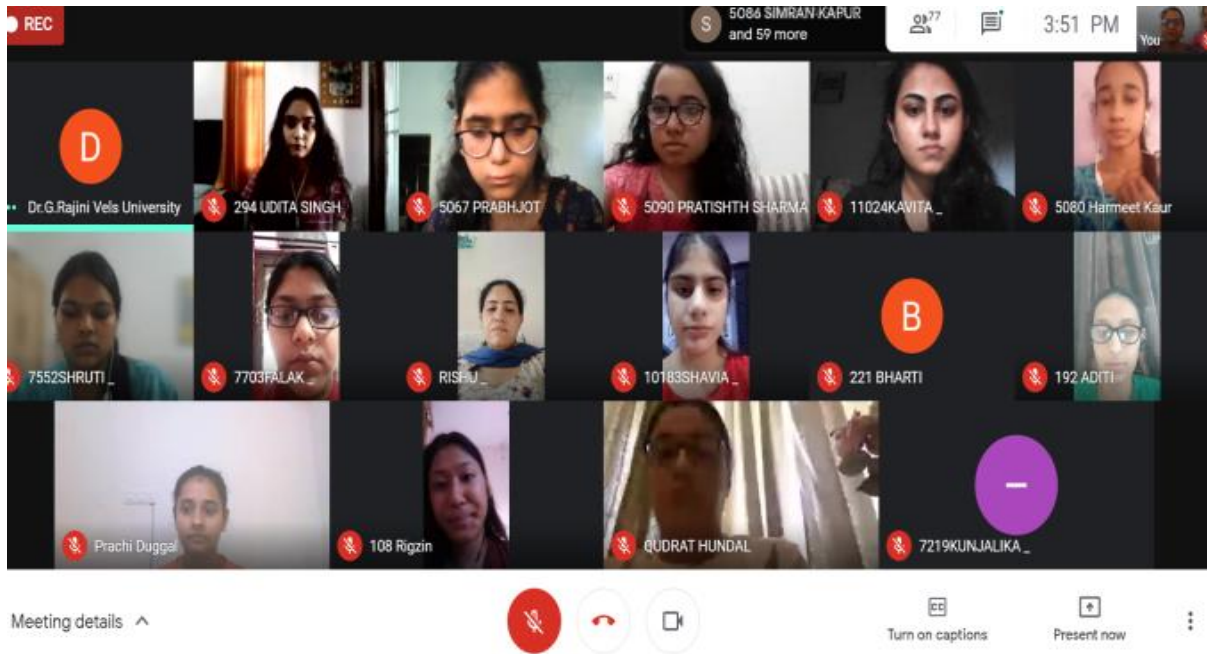 REC
S
5086 SIMRAN KAPUR
and 59 more
77
3:51 PM
You
D
Dr.G.Rajini Vels University
294 UDITA SINGH
5067 PRABHJOT
5090 PRATISHTH SHARMA
11024KAVITA _
5080 Harmeet Kaur
7552SHRUTI _
7703FALAK _
RISHU _
10183SHAVIA _
B
221 BHARTI
192 ADITI
Prachi Duggal
108 Rigzin
QUDRAT HUNDAL
7219KUNJALIKA _
Meeting details
CC
Turn on captions
Present now